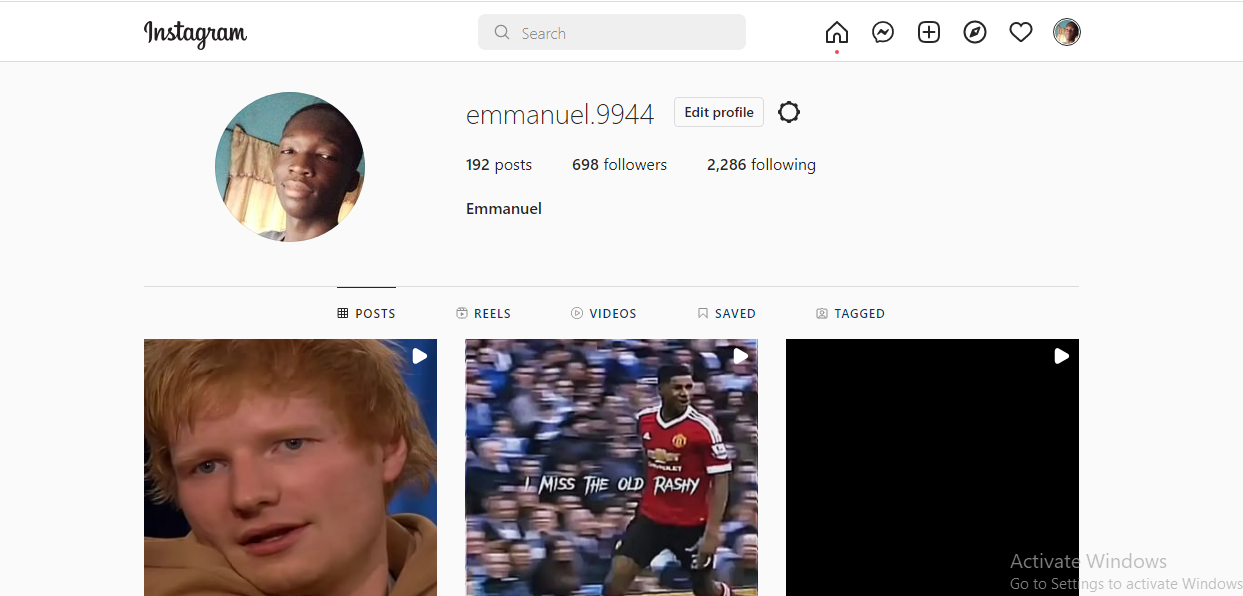 Instagram
Search
emmanuel.9944 Edit profile
192 posts 698 followers 2,286 following
Emmanuel
POSTS REELS VIDEOS SAVED TAGGED
I MISS THE OLD RASHY
CHEVROLET
Activate Windows
Go to Settings to activate Windows